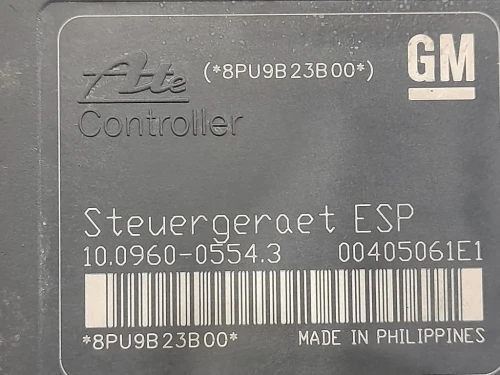 Ate (*8PU9B23B00*) GM
Controller
Steuergeraet ESP
10.0960-0554.3 00405061E1
*8PU9B23B00* MADE IN PHILIPPINES